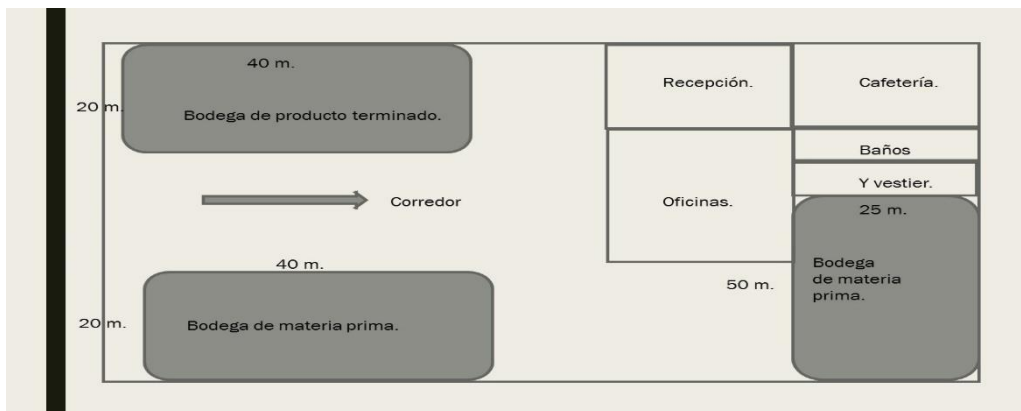 40 m.
20 m.
Bodega de producto terminado.
Recepción.
Cafetería.
Baños
Y vestier.
Corredor
Oficinas.
25 m.
40 m.
50 m.
Bodega
de materia
prima.
20 m.
Bodega de materia prima.